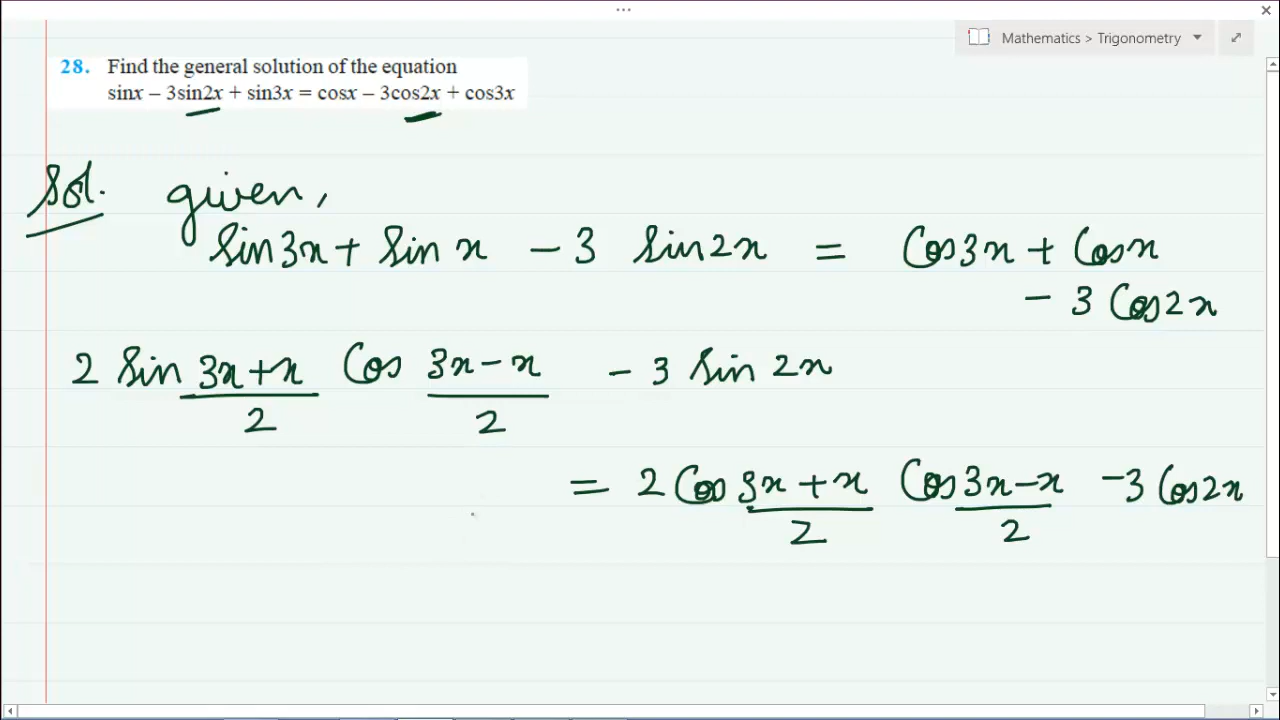 Mathematics > Trigonometry
28. Find the general solution of the equation
sinx – 3sin2x + sin3x = cosx – 3cos2x + cos3x
Sol. given,
sin3x + sin x - 3 sin2x = Cos3x + Cosx
- 3 Cos2x
2 sin 3x+x/2 Cos 3x-x/2 - 3 sin 2x
= 2 Cos 3x+x/2 Cos 3x-x/2 -3 Cos2x